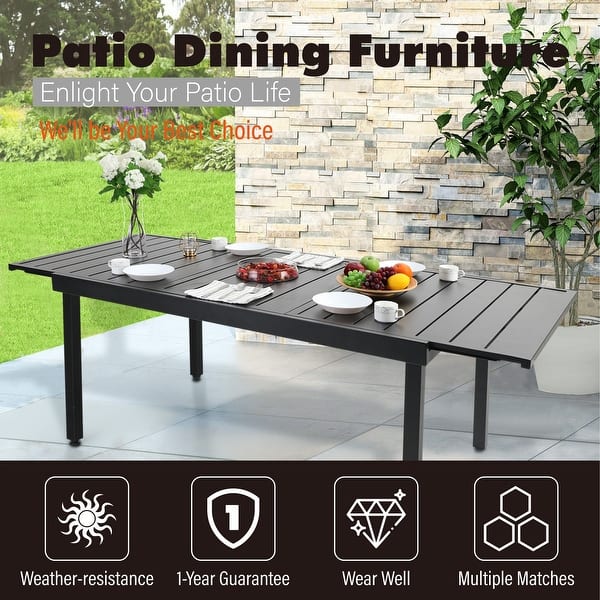 Patio Dining Furniture
Enlight Your Patio Life
We'll be Your Best Choice
1
Weather-resistance
1-Year Guarantee
Wear Well
Multiple Matches